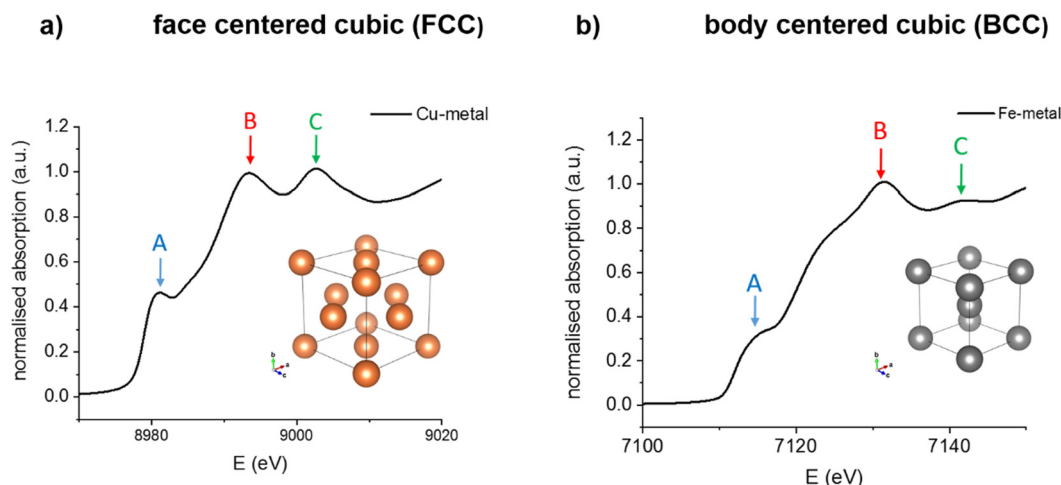 a) face centered cubic (FCC)
B
C
Cu-metal
A
normalised absorption (a.u.)
1.2
1.0
0.8
0.6
0.4
0.2
0.0
8980
9000
9020
E (eV)
b
a
c
b) body centered cubic (BCC)
B
C
Fe-metal
A
normalised absorption (a.u.)
1.2
1.0
0.8
0.6
0.4
0.2
0.0
7100
7120
7140
E (eV)
b
a
c